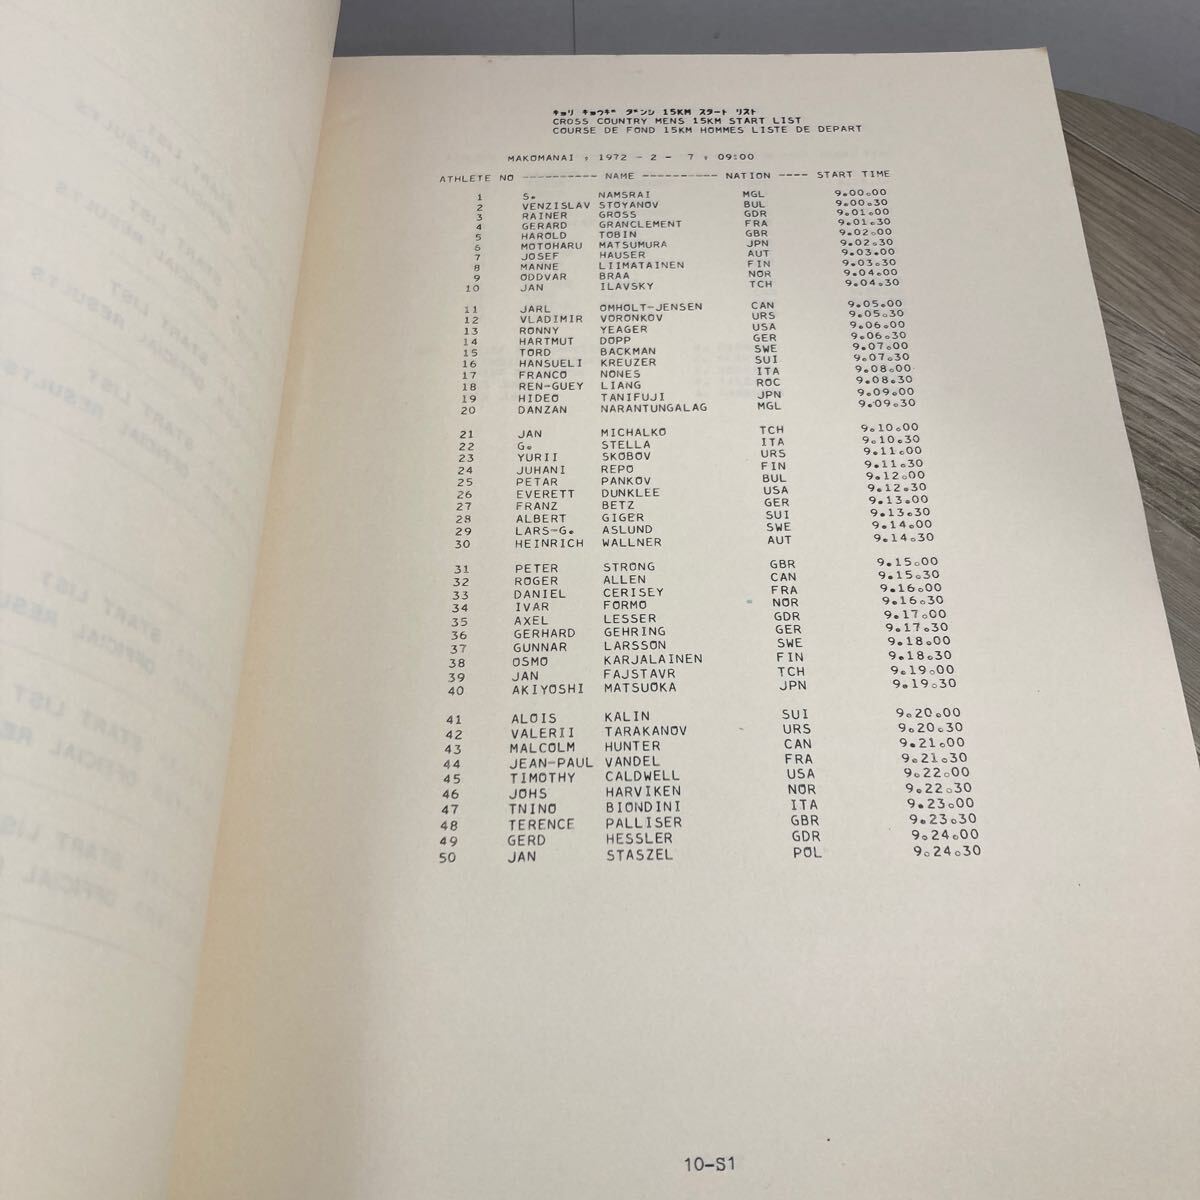 キョリ キョウギ ダンシ 15KM スタート リスト
CROSS COUNTRY MENS 15KM START LIST
COURSE DE FOND 15KM HOMMES LISTE DE DEPART
MAKOMANAI , 1972 - 2 - 7 , 09:00
ATHLETE NO ---------- NAME ---------- NATION ---- START TIME
1 S. NAMSRAI MGL 9.00.00
2 VENZISLAV STOYANOV BUL 9.00.30
3 RAINER GROSS GDR 9.01.00
4 GERARD GRANCLEMENT FRA 9.01.30
5 HAROLD TOBIN GBR 9.02.00
6 MOTOHARU MATSUMURA JPN 9.02.30
7 JOSEF HAUSER AUT 9.03.00
8 MANNE LIIMATAINEN FIN 9.03.30
9 ODDVAR BRAA NOR 9.04.00
10 JAN ILAVSKY TCH 9.04.30
11 JARL OMHOLT-JENSEN CAN 9.05.00
12 VLADIMIR VORONKOV URS 9.05.30
13 RONNY YEAGER USA 9.06.00
14 HARTMUT DOPP GER 9.06.30
15 TORD BACKMAN SWE 9.07.00
16 HANSUELI KREUZER SUI 9.07.30
17 FRANCO NONES ITA 9.08.00
18 REN-GUEY LIANG ROC 9.08.30
19 HIDEO TANIFUJI JPN 9.09.00
20 DANZAN NARANTUNGALAG MGL 9.09.30
21 JAN MICHALKO TCH 9.10.00
22 G. STELLA ITA 9.10.30
23 YURII SKOBOV URS 9.11.00
24 JUHANI REPO FIN 9.11.30
25 PETAR PANKOV BUL 9.12.00
26 EVERETT DUNKLEE USA 9.12.30
27 FRANZ BETZ GER 9.13.00
28 ALBERT GIGER SUI 9.13.30
29 LARS-G. ASLUND SWE 9.14.00
30 HEINRICH WALLNER AUT 9.14.30
31 PETER STRONG GBR 9.15.00
32 ROGER ALLEN CAN 9.15.30
33 DANIEL CERISEY FRA 9.16.00
34 IVAR FORMO NOR 9.16.30
35 AXEL LESSER GDR 9.17.00
36 GERHARD GEHRING GER 9.17.30
37 GUNNAR LARSSON SWE 9.18.00
38 OSMO KARJALAINEN FIN 9.18.30
39 JAN FAJSTAVR TCH 9.19.00
40 AKIYOSHI MATSUOKA JPN 9.19.30
41 ALOIS KALIN SUI 9.20.00
42 VALERII TARAKANOV URS 9.20.30
43 MALCOLM HUNTER CAN 9.21.00
44 JEAN-PAUL VANDEL FRA 9.21.30
45 TIMOTHY CALDWELL USA 9.22.00
46 JOHS HARVIKEN NOR 9.22.30
47 TNINO BIONDINI ITA 9.23.00
48 TERENCE PALLISER GBR 9.23.30
49 GERD HESSLER GDR 9.24.00
50 JAN STASZEL POL 9.24.30
10-S1